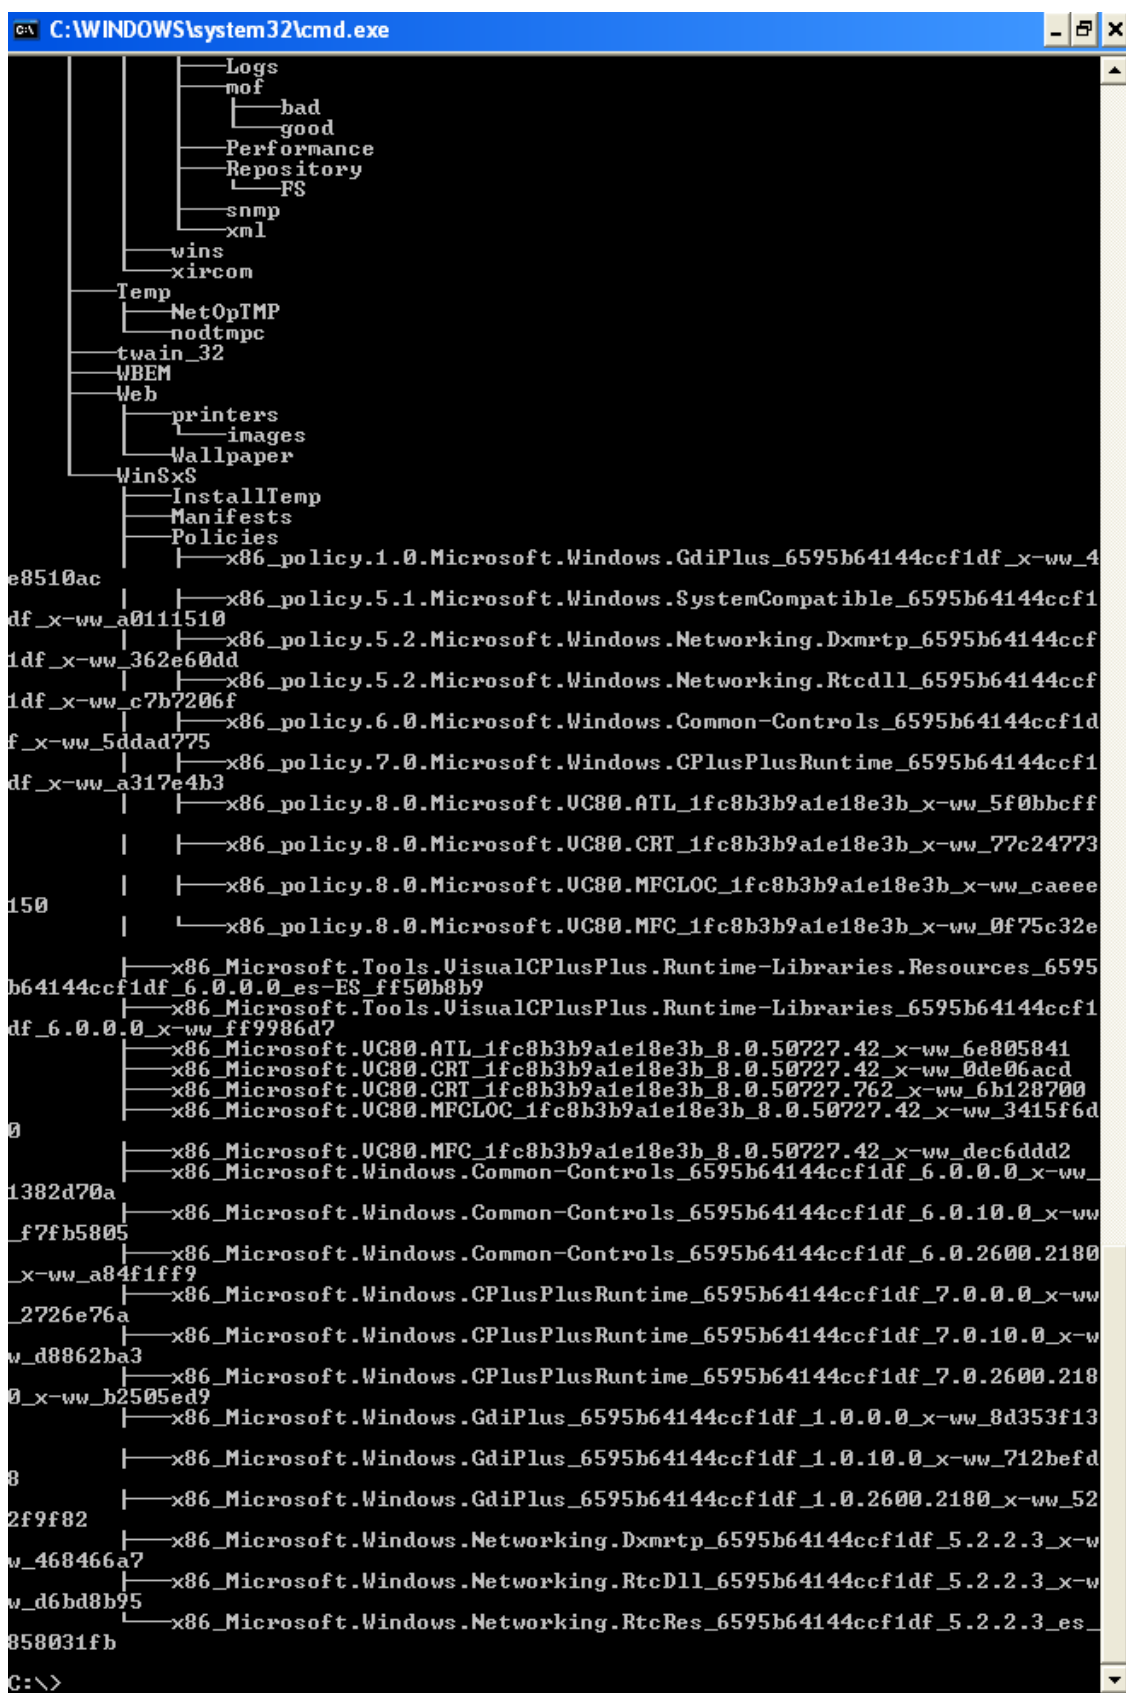 C:\WINDOWS\system32\cmd.exe
Logs
mof
bad
good
Performance
Repository
FS
snmp
xml
wins
xircom
Temp
NetOpTMP
nodtmpc
twain_32
WBEM
Web
printers
images
Wallpaper
WinSxS
InstallTemp
Manifests
Policies
x86_policy.1.0.Microsoft.Windows.GdiPlus_6595b64144ccf1df_x-ww_4
e8510ac
x86_policy.5.1.Microsoft.Windows.SystemCompatible_6595b64144ccf1
df_x-ww_a0111510
x86_policy.5.2.Microsoft.Windows.Networking.Dxmrtp_6595b64144ccf
1df_x-ww_362e60dd
x86_policy.5.2.Microsoft.Windows.Networking.Rtcdll_6595b64144ccf
1df_x-ww_c7b7206f
x86_policy.6.0.Microsoft.Windows.Common-Controls_6595b64144ccf1d
f_x-ww_5ddad775
x86_policy.7.0.Microsoft.Windows.CPlusPlusRuntime_6595b64144ccf1
df_x-ww_a317e4b3
x86_policy.8.0.Microsoft.VC80.ATL_1fc8b3b9a1e18e3b_x-ww_5f0bbcff
x86_policy.8.0.Microsoft.VC80.CRT_1fc8b3b9a1e18e3b_x-ww_77c24773
x86_policy.8.0.Microsoft.VC80.MFCLOC_1fc8b3b9a1e18e3b_x-ww_caeee
150
x86_policy.8.0.Microsoft.VC80.MFC_1fc8b3b9a1e18e3b_x-ww_0f75c32e
x86_Microsoft.Tools.VisualCPlusPlus.Runtime-Libraries.Resources_6595
b64144ccf1df_6.0.0.0_es-ES_ff50b8b9
x86_Microsoft.Tools.VisualCPlusPlus.Runtime-Libraries_6595b64144ccf1
df_6.0.0.0_x-ww_ff9986d7
x86_Microsoft.VC80.ATL_1fc8b3b9a1e18e3b_8.0.50727.42_x-ww_6e805841
x86_Microsoft.VC80.CRT_1fc8b3b9a1e18e3b_8.0.50727.42_x-ww_0de06acd
x86_Microsoft.VC80.CRT_1fc8b3b9a1e18e3b_8.0.50727.762_x-ww_6b128700
x86_Microsoft.VC80.MFCLOC_1fc8b3b9a1e18e3b_8.0.50727.42_x-ww_3415f6d
0
x86_Microsoft.VC80.MFC_1fc8b3b9a1e18e3b_8.0.50727.42_x-ww_dec6ddd2
x86_Microsoft.Windows.Common-Controls_6595b64144ccf1df_6.0.0.0_x-ww_
1382d70a
x86_Microsoft.Windows.Common-Controls_6595b64144ccf1df_6.0.10.0_x-ww
_f7fb5805
x86_Microsoft.Windows.Common-Controls_6595b64144ccf1df_6.0.2600.2180
_x-ww_a84f1ff9
x86_Microsoft.Windows.CPlusPlusRuntime_6595b64144ccf1df_7.0.0.0_x-ww
_2726e76a
x86_Microsoft.Windows.CPlusPlusRuntime_6595b64144ccf1df_7.0.10.0_x-w
w_d8862ba3
x86_Microsoft.Windows.CPlusPlusRuntime_6595b64144ccf1df_7.0.2600.218
0_x-ww_b2505ed9
x86_Microsoft.Windows.GdiPlus_6595b64144ccf1df_1.0.0.0_x-ww_8d353f13
x86_Microsoft.Windows.GdiPlus_6595b64144ccf1df_1.0.10.0_x-ww_712befd
8
x86_Microsoft.Windows.GdiPlus_6595b64144ccf1df_1.0.2600.2180_x-ww_52
2f9f82
x86_Microsoft.Windows.Networking.Dxmrtp_6595b64144ccf1df_5.2.2.3_x-w
w_468466a7
x86_Microsoft.Windows.Networking.RtcDll_6595b64144ccf1df_5.2.2.3_x-w
w_d6bd8b95
x86_Microsoft.Windows.Networking.RtcRes_6595b64144ccf1df_5.2.2.3_es_
858031fb
C:\>